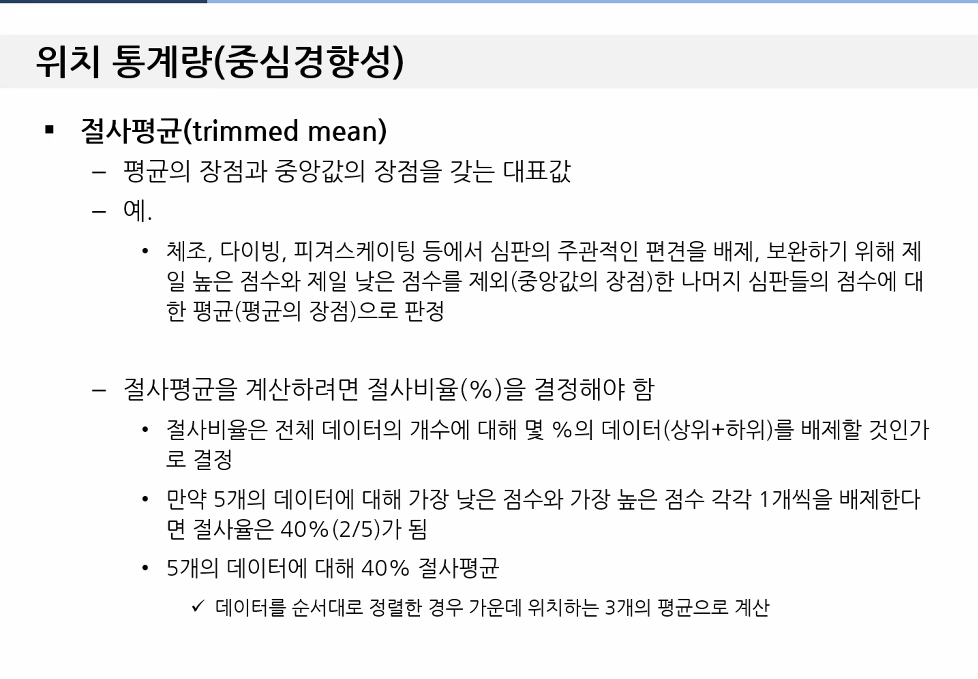 위치 통계량(중심경향성)
▪ 절사평균(trimmed mean)
– 평균의 장점과 중앙값의 장점을 갖는 대표값
– 예.
• 체조, 다이빙, 피겨스케이팅 등에서 심판의 주관적인 편견을 배제, 보완하기 위해 제
일 높은 점수와 제일 낮은 점수를 제외(중앙값의 장점)한 나머지 심판들의 점수에 대
한 평균(평균의 장점)으로 판정
– 절사평균을 계산하려면 절사비율(%)을 결정해야 함
• 절사비율은 전체 데이터의 개수에 대해 몇 %의 데이터(상위+하위)를 배제할 것인가
로 결정
• 만약 5개의 데이터에 대해 가장 낮은 점수와 가장 높은 점수 각각 1개씩을 배제한다
면 절사율은 40%(2/5)가 됨
• 5개의 데이터에 대해 40% 절사평균
✓ 데이터를 순서대로 정렬한 경우 가운데 위치하는 3개의 평균으로 계산